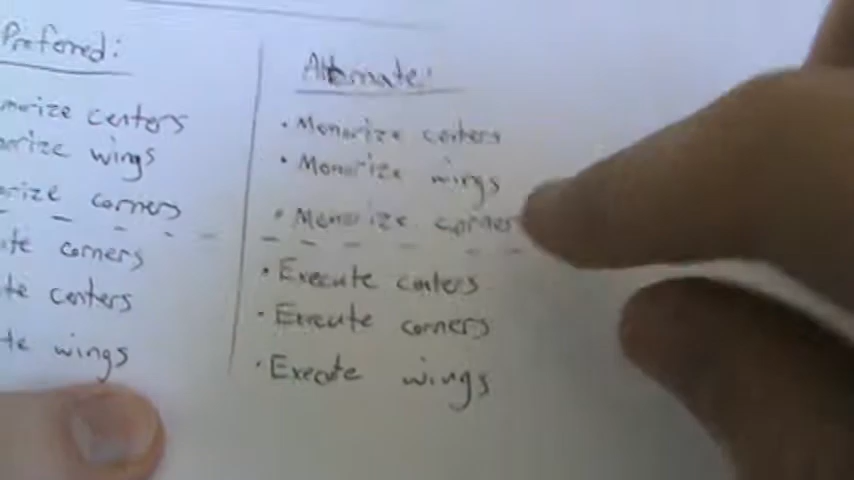 Preferred:
morize centers
orize wings
orize corners
te corners
te centers
te wings
Alternate:
• Memorize centers
• Memorize wings
• Memorize corners
• Execute centers
• Execute corners
• Execute wings